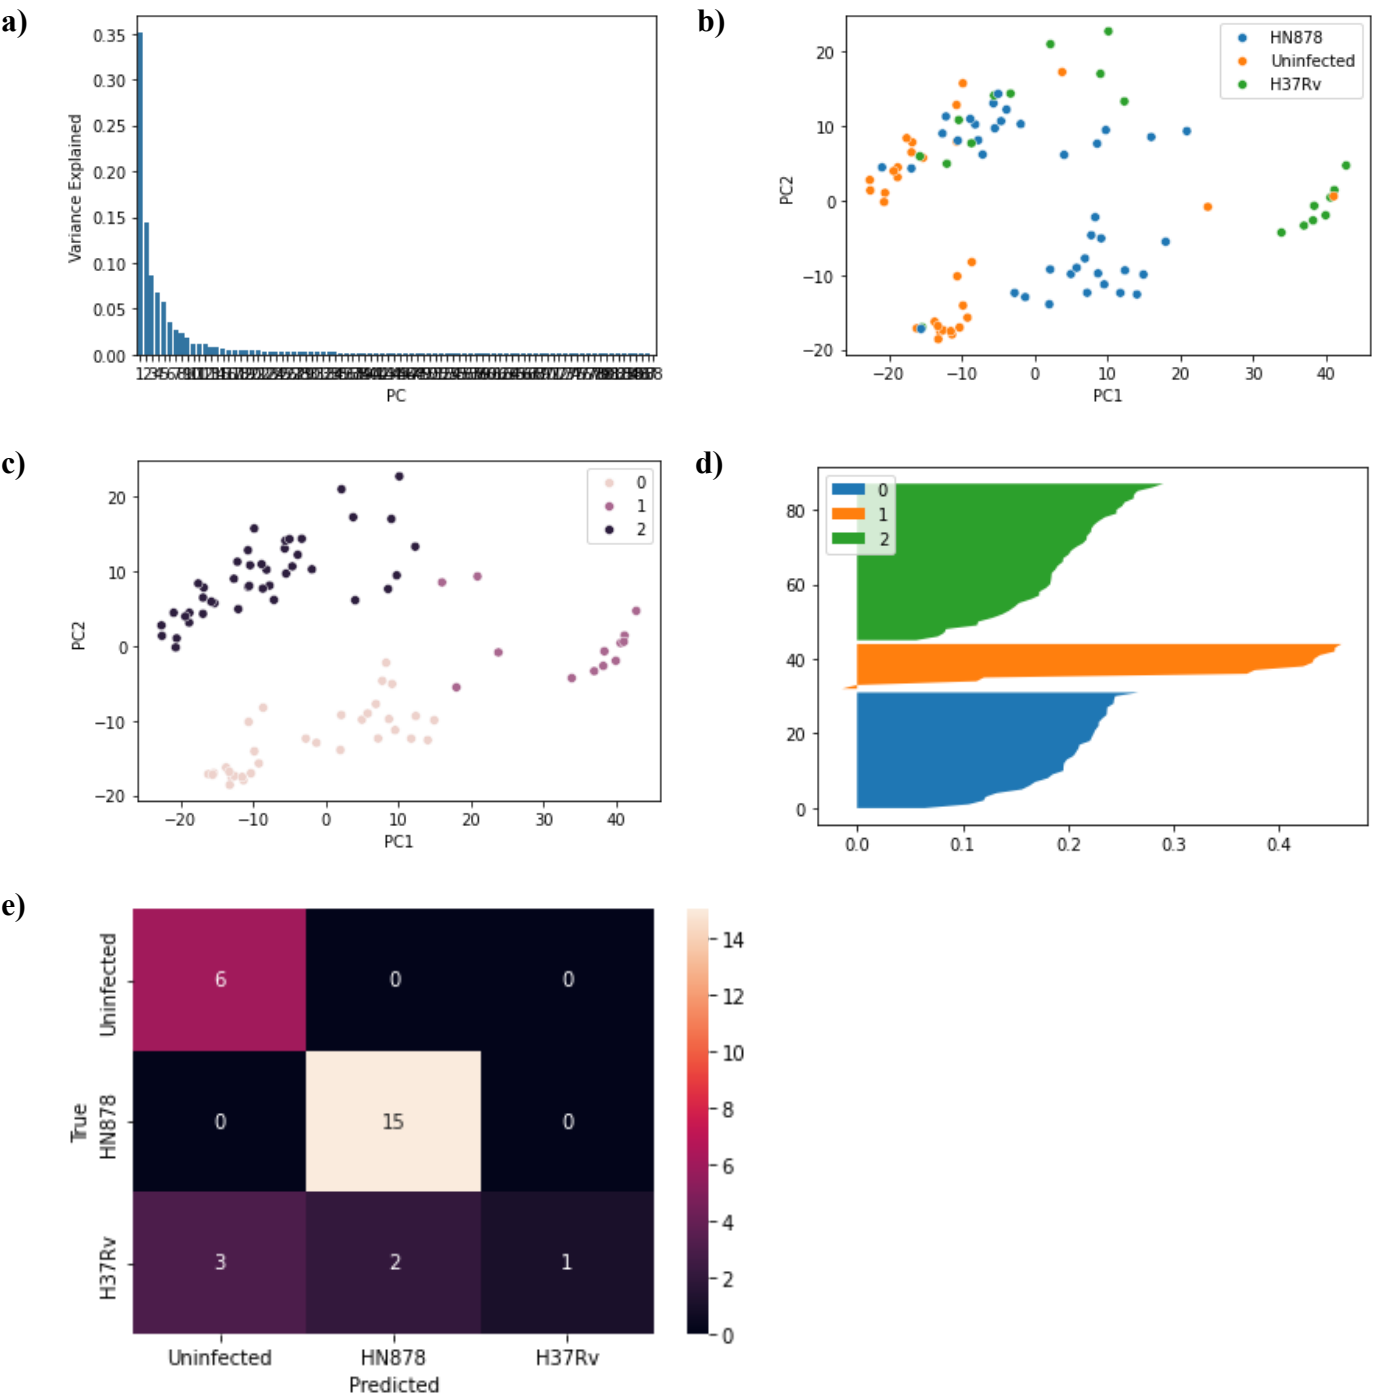 a)
0.35
0.30
0.25
0.20
0.15
0.10
0.05
0.00
Variance Explained
PC
b)
HN878
Uninfected
H37Rv
20
10
0
−10
−20
PC2
−20 −10 0 10 20 30 40
PC1
c)
0
1
2
20
10
0
−10
−20
PC2
−20 −10 0 10 20 30 40
PC1
d)
0
1
2
80
60
40
20
0
0.0 0.1 0.2 0.3 0.4
e)
Uninfected
HN878
H37Rv
True
6 0 0
0 15 0
3 2 1
Uninfected HN878 H37Rv
Predicted
14
12
10
8
6
4
2
0